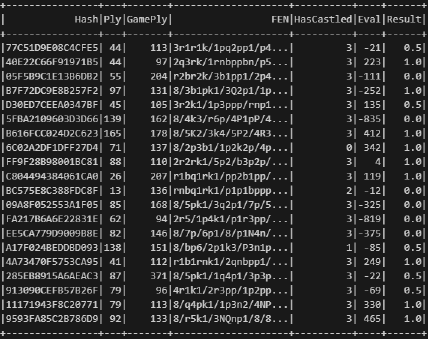 +----------------+---+-------+--------------------+----------+----+------+
| Hash|Ply|GamePly| FEN|HasCastled|Eval|Result|
+----------------+---+-------+--------------------+----------+----+------+
|77C51D9E08C4CFE5| 44| 113|3r1r1k/1pq2pp1/p4...| 3| -21| 0.5|
|40E22C66F91971B5| 44| 97|2q3rk/1rnbppbn/p5...| 3| 223| 1.0|
|05F5B9C1E13B6DB2| 55| 204|r2br2k/3b1pp1/2p4...| 3|-111| 0.0|
|B7F72DC9E8B257F2| 97| 131|8/3b1pk1/3Q2p1/1p...| 3|-252| 1.0|
|D30ED7CEEA0347BF| 45| 105|3r2k1/1p3ppp/rnp1...| 3| 135| 0.5|
|5FBA2109603D3D66|139| 162|8/4k3/r6p/4P1pP/4...| 3|-835| 0.0|
|B616FCC024D2C623|165| 178|8/5K2/3k4/5P2/4R3...| 3| 412| 1.0|
|6C02A2DF1DFF27D4| 71| 137|8/2p3b1/1p2k2p/4p...| 0| 342| 1.0|
|FF9F28B98001BC81| 88| 110|2r2rk1/5p2/b3p2p/...| 3| 4| 1.0|
|C804494384061CA0| 26| 207|r1bq1rk1/pp2b1pp/...| 3| 119| 1.0|
|BC575E8C388FDC8F| 13| 136|rnbq1rk1/p1p1bppp...| 2| -12| 0.0|
|09A8F052553A1F05| 85| 168|8/5pk1/3q2p1/7p/5...| 3|-325| 0.0|
|FA217B6A6E22831E| 62| 94|2r5/1p4k1/p1r3pp/...| 3|-819| 0.0|
|EE5CA779D9009B8E| 82| 146|8/7p/6p1/8/p1N4n/...| 3|-375| 0.0|
|A17F024BEDDBD093|138| 151|8/bp6/2p1k3/P3n1p...| 1| -85| 0.5|
|4A73470F5753CA95| 41| 112|r1b1rnk1/2qnbpp1/...| 3| 249| 1.0|
|285EB8915A6AEAC3| 87| 371|8/5pk1/1q4p1/3p3p...| 3| -22| 0.5|
|913090CEFB57B26F| 79| 96|4r1k1/2r3pp/1p2pp...| 3| -69| 0.5|
|11171943F8C20771| 79| 113|8/q4pk1/1p3n2/4NP...| 3| 330| 1.0|
|9593FA85C2B786D9| 92| 133|8/r5k1/3NQnp1/8/8...| 3| 465| 1.0|
+----------------+---+-------+--------------------+----------+----+------+